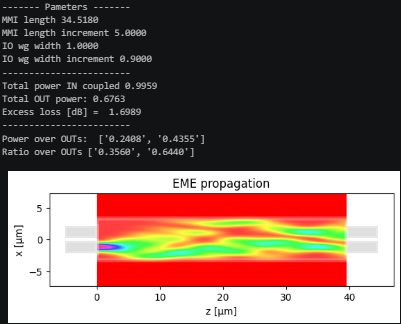 ------- Pameters -------
MMI length 34.5180
MMI length increment 5.0000
IO wg width 1.0000
IO wg width increment 0.9000
-----------------------
Total power IN coupled 0.9959
Total OUT power: 0.6763
Excess loss [dB] =  1.6989
-----------------------
Power over OUTs:  ['0.2408', '0.4355']
Ratio over OUTs ['0.3560', '0.6440']
EME propagation
x [µm]
5
0
−5
0
10
20
30
40
z [µm]